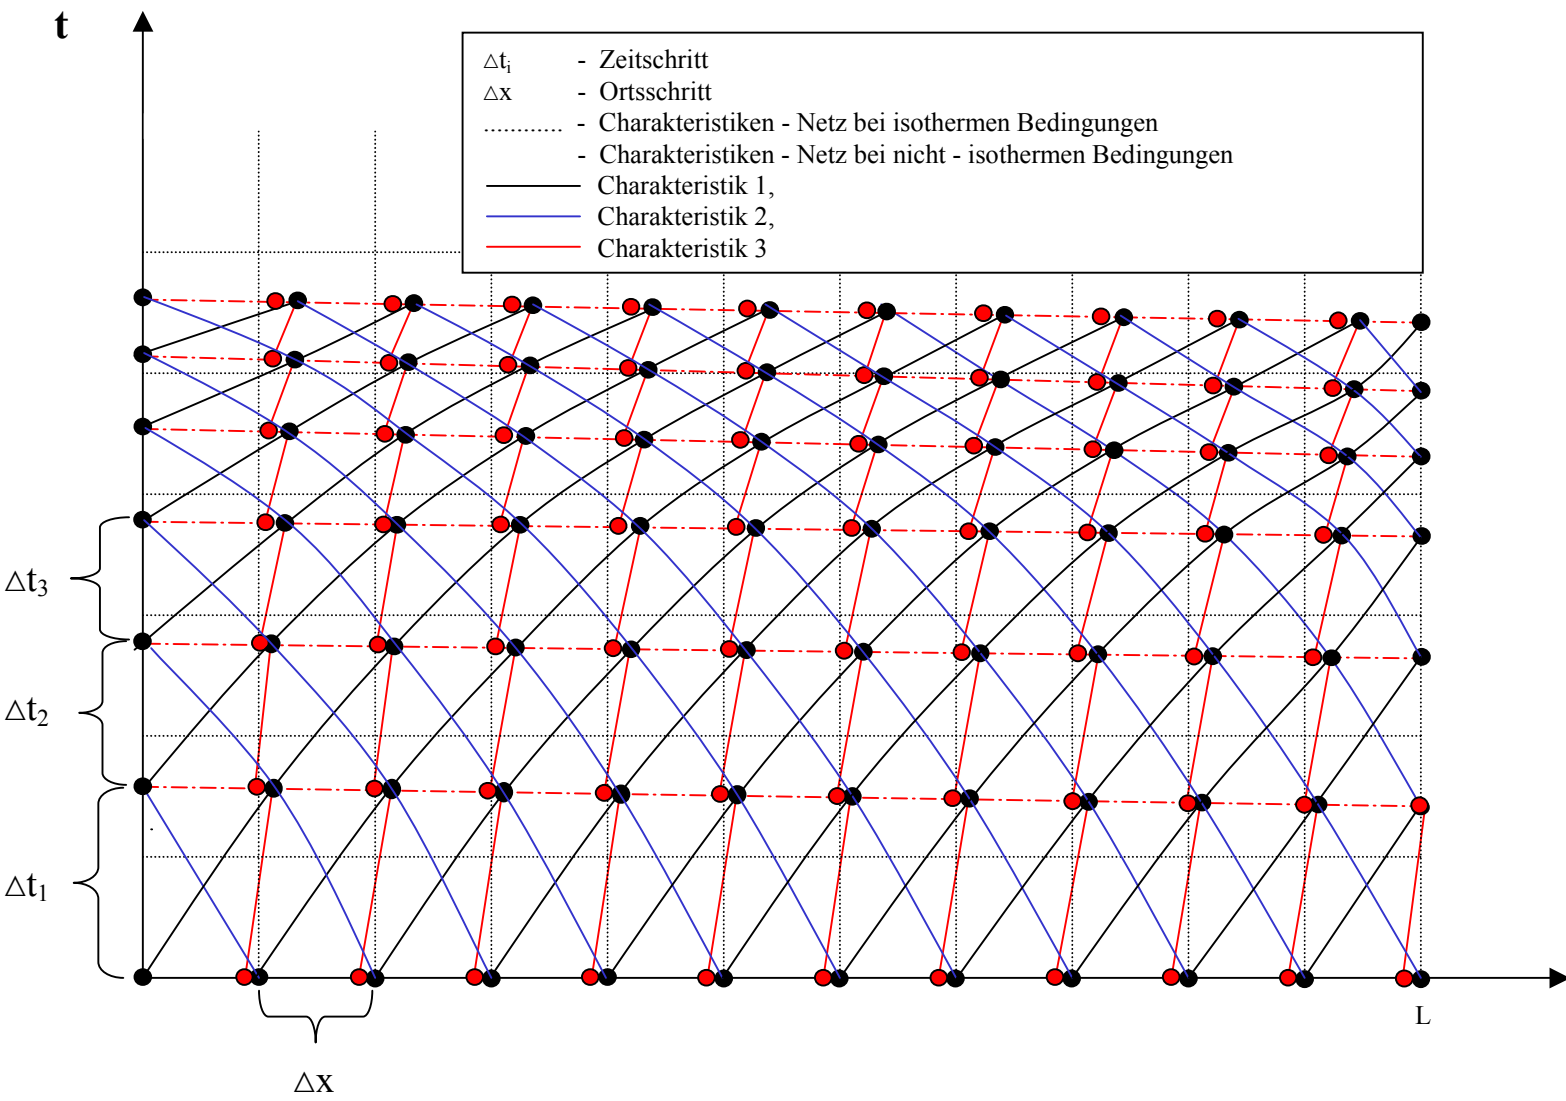 t
△tᵢ - Zeitschritt
△x - Ortsschritt
............ - Charakteristiken - Netz bei isothermen Bedingungen
- Charakteristiken - Netz bei nicht - isothermen Bedingungen
Charakteristik 1,
Charakteristik 2,
Charakteristik 3
△t₃
△t₂
△t₁
L
△x